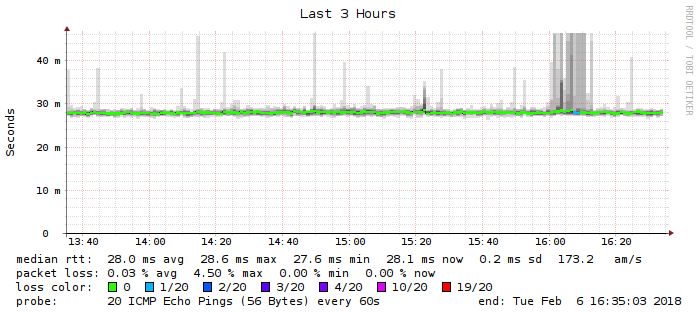 Last 3 Hours
RRDTOOL / TOBI OETIKER
Seconds
40 m
30 m
20 m
10 m
0
13:40 14:00 14:20 14:40 15:00 15:20 15:40 16:00 16:20
median rtt: 28.0 ms avg 28.6 ms max 27.6 ms min 28.1 ms now 0.2 ms sd 173.2 am/s
packet loss: 0.03 % avg 4.50 % max 0.00 % min 0.00 % now
loss color: 0 1/20 2/20 3/20 4/20 10/20 19/20
probe: 20 ICMP Echo Pings (56 Bytes) every 60s end: Tue Feb 6 16:35:03 2018